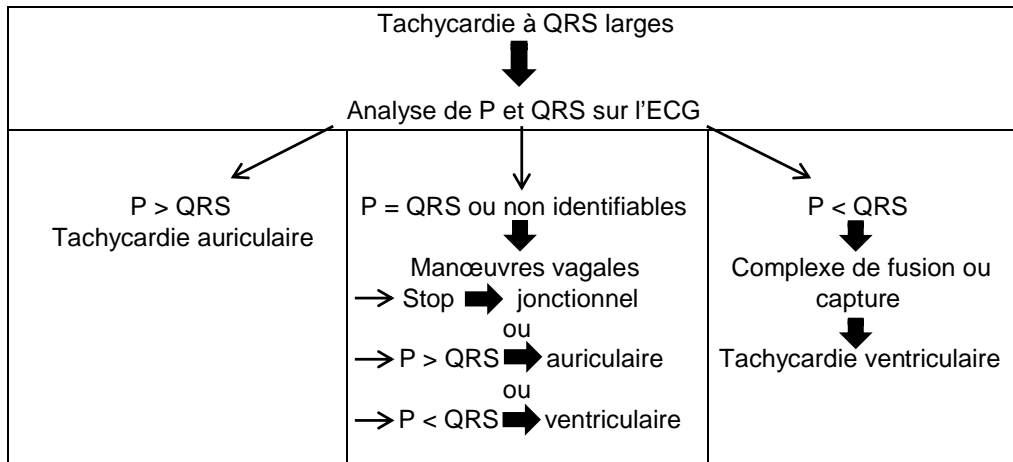 Tachycardie à QRS larges
Analyse de P et QRS sur l'ECG
P > QRS
Tachycardie auriculaire
P = QRS ou non identifiables
Manœuvres vagales
Stop jonctionnel
ou
P > QRS auriculaire
ou
P < QRS ventriculaire
P < QRS
Complexe de fusion ou
capture
Tachycardie ventriculaire